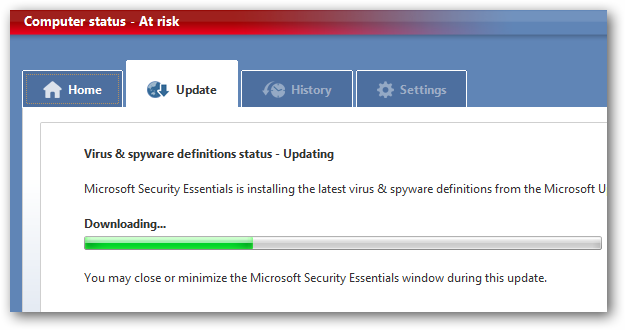 Computer status - At risk
Home
Update
History
Settings
Virus & spyware definitions status - Updating
Microsoft Security Essentials is installing the latest virus & spyware definitions from the Microsoft U
Downloading...
You may close or minimize the Microsoft Security Essentials window during this update.